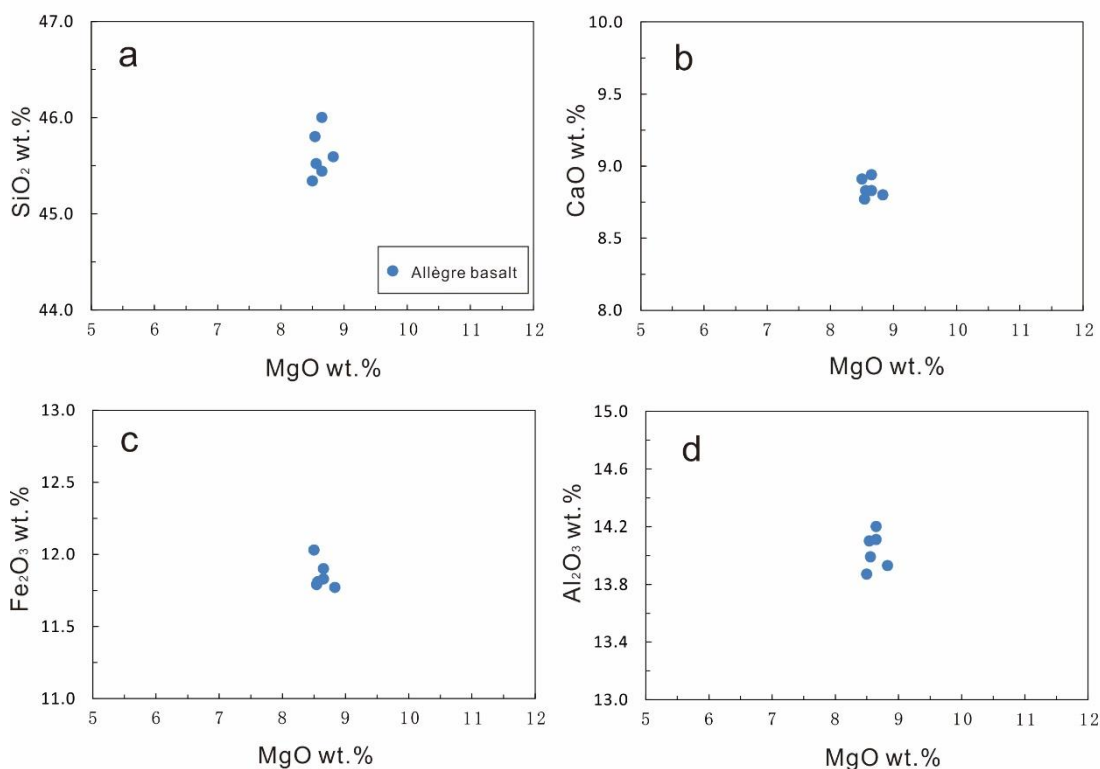 a
47.0
46.0
45.0
44.0
SiO₂ wt.%
Allègre basalt
5 6 7 8 9 10 11 12
MgO wt.%
b
10.0
9.5
9.0
8.5
8.0
CaO wt.%
5 6 7 8 9 10 11 12
MgO wt.%
c
13.0
12.5
12.0
11.5
11.0
Fe₂O₃ wt.%
5 6 7 8 9 10 11 12
MgO wt.%
d
15.0
14.6
14.2
13.8
13.4
13.0
Al₂O₃ wt.%
5 6 7 8 9 10 11 12
MgO wt.%